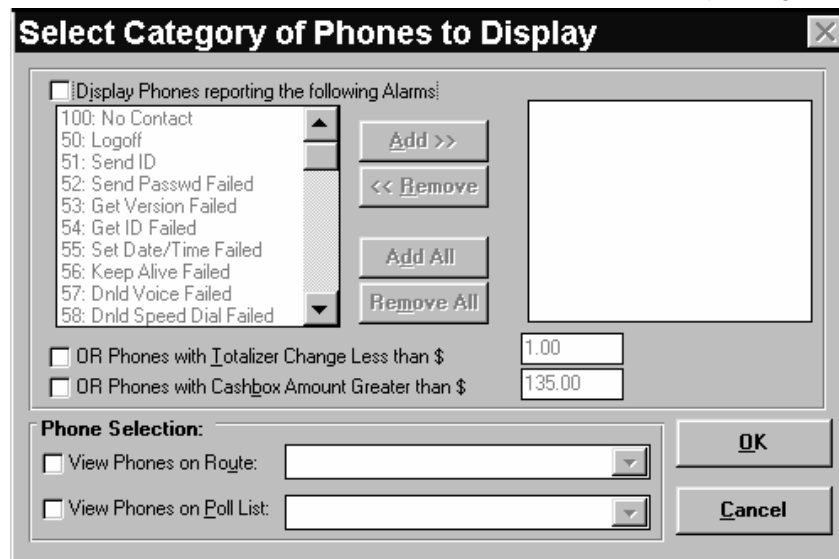 Select Category of Phones to Display
Display Phones reporting the following Alarms
100: No Contact
50: Logoff
51: Send ID
52: Send Passwd Failed
53: Get Version Failed
54: Get ID Failed
55: Set Date/Time Failed
56: Keep Alive Failed
57: Dnld Voice Failed
58: Dnld Speed Dial Failed
Add >>
<< Remove
Add All
Remove All
OR Phones with Totalizer Change Less than $ 1.00
OR Phones with Cashbox Amount Greater than $ 135.00
Phone Selection:
View Phones on Route:
View Phones on Poll List:
OK
Cancel